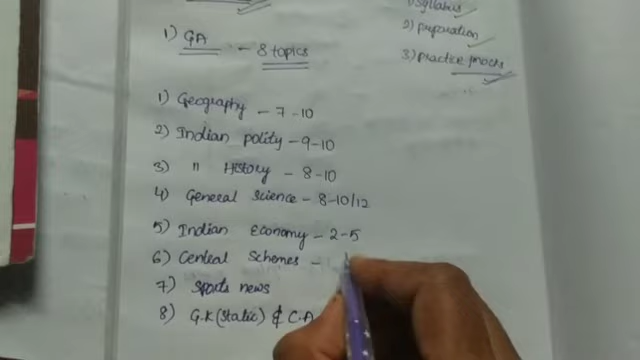 1) GA - 8 topics
1) Syllabus
2) preparation
3) practice mocks
1) Geography - 7-10
2) Indian polity - 9-10
3) " History - 8-10
4) General Science - 8-10/12
5) Indian Economy - 2-5
6) Central Schemes -
7) Sports news
8) G.K (Static) & C.A